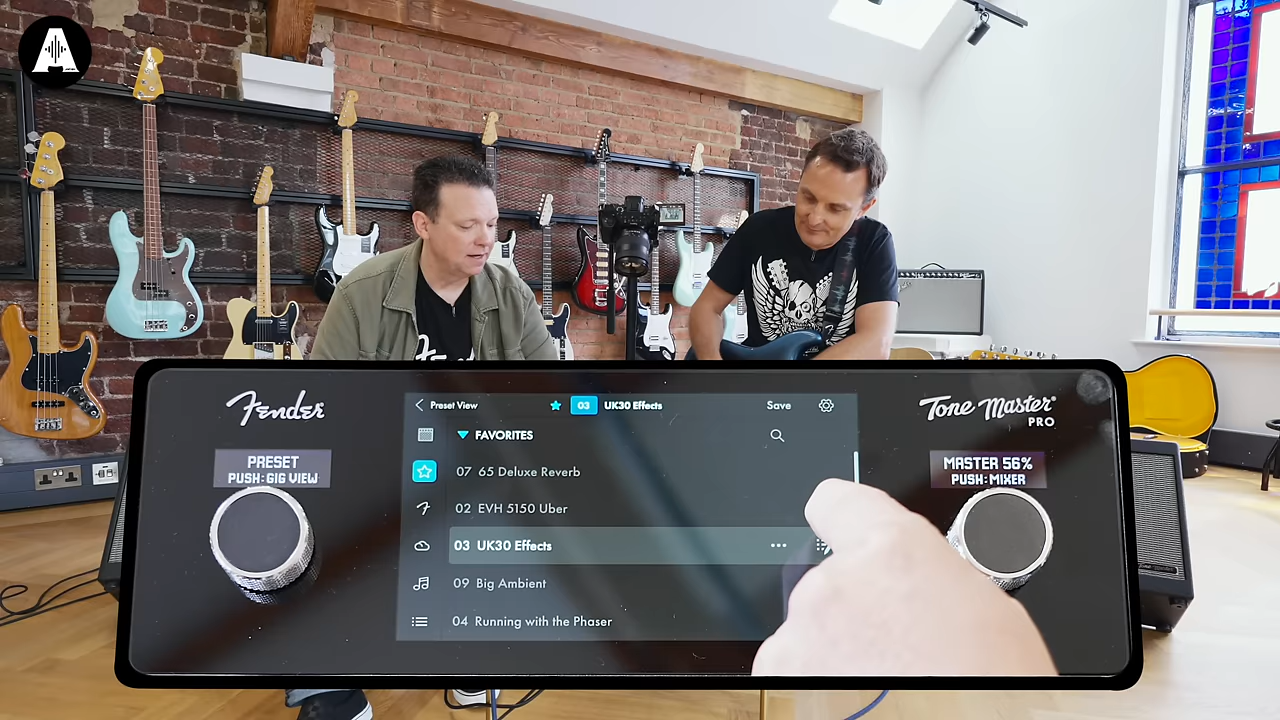 A
Fender
PRESET
PUSH: GIG VIEW
Preset View
03
UK30 Effects
Save
FAVORITES
07 65 Deluxe Reverb
02 EVH 5150 Uber
03 UK30 Effects
09 Big Ambient
04 Running with the Phaser
Tone Master
PRO
MASTER 56%
PUSH: MIXER